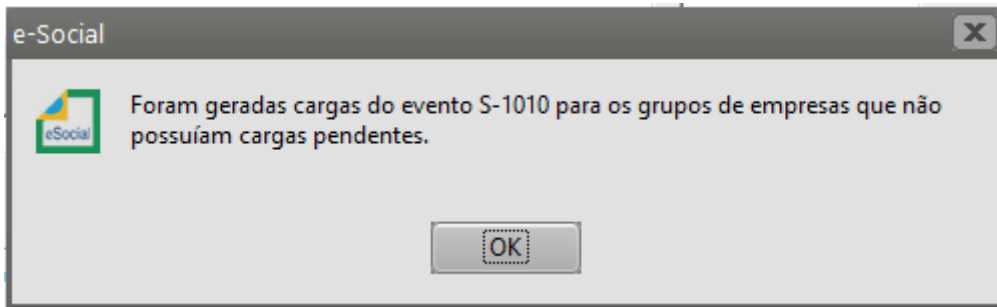 e-Social
Foram geradas cargas do evento S-1010 para os grupos de empresas que não
possuíam cargas pendentes.
eSocial
OK